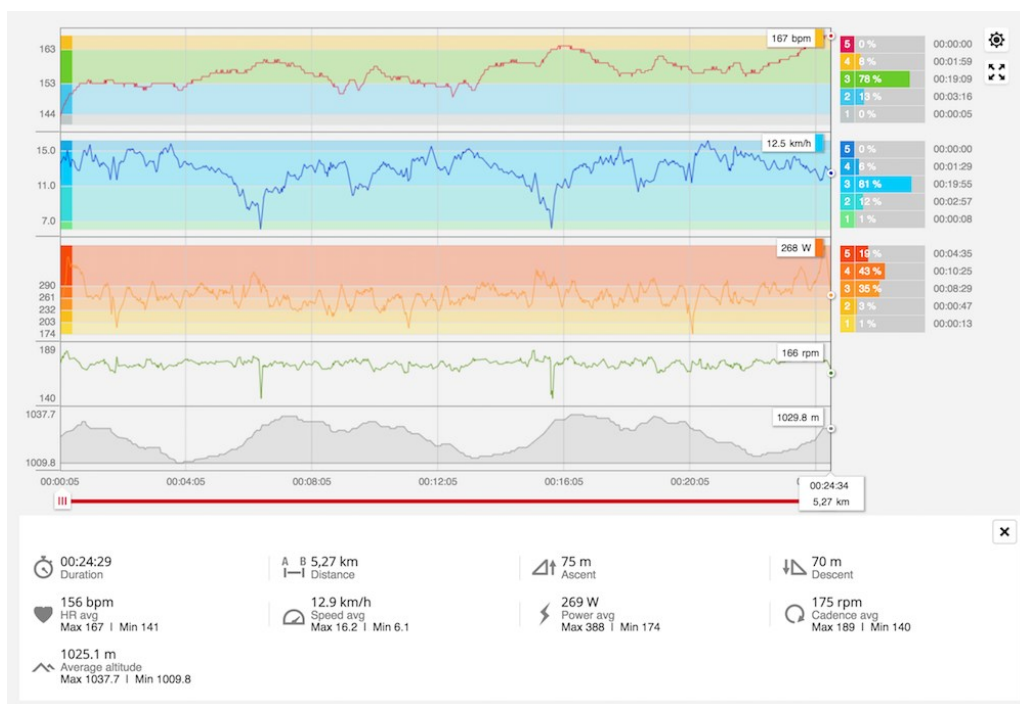 163
153
144
167 bpm
5 0 % 00:00:00
4 8 % 00:01:59
3 78 % 00:19:09
2 13 % 00:03:16
1 0 % 00:00:05
15.0
11.0
7.0
12.5 km/h
5 0 % 00:00:00
4 6 % 00:01:29
3 81 % 00:19:55
2 12 % 00:02:57
1 1 % 00:00:08
290
261
232
203
174
268 W
5 19 % 00:04:35
4 43 % 00:10:25
3 35 % 00:08:29
2 3 % 00:00:47
1 1 % 00:00:13
189
140
166 rpm
1037.7
1009.8
1029.8 m
00:00:05 00:04:05 00:08:05 00:12:05 00:16:05 00:20:05
00:24:34
5,27 km
00:24:29
Duration
A B 5,27 km
Distance
75 m
Ascent
70 m
Descent
156 bpm
HR avg
Max 167 | Min 141
12.9 km/h
Speed avg
Max 16.2 | Min 6.1
269 W
Power avg
Max 388 | Min 174
175 rpm
Cadence avg
Max 189 | Min 140
1025.1 m
Average altitude
Max 1037.7 | Min 1009.8